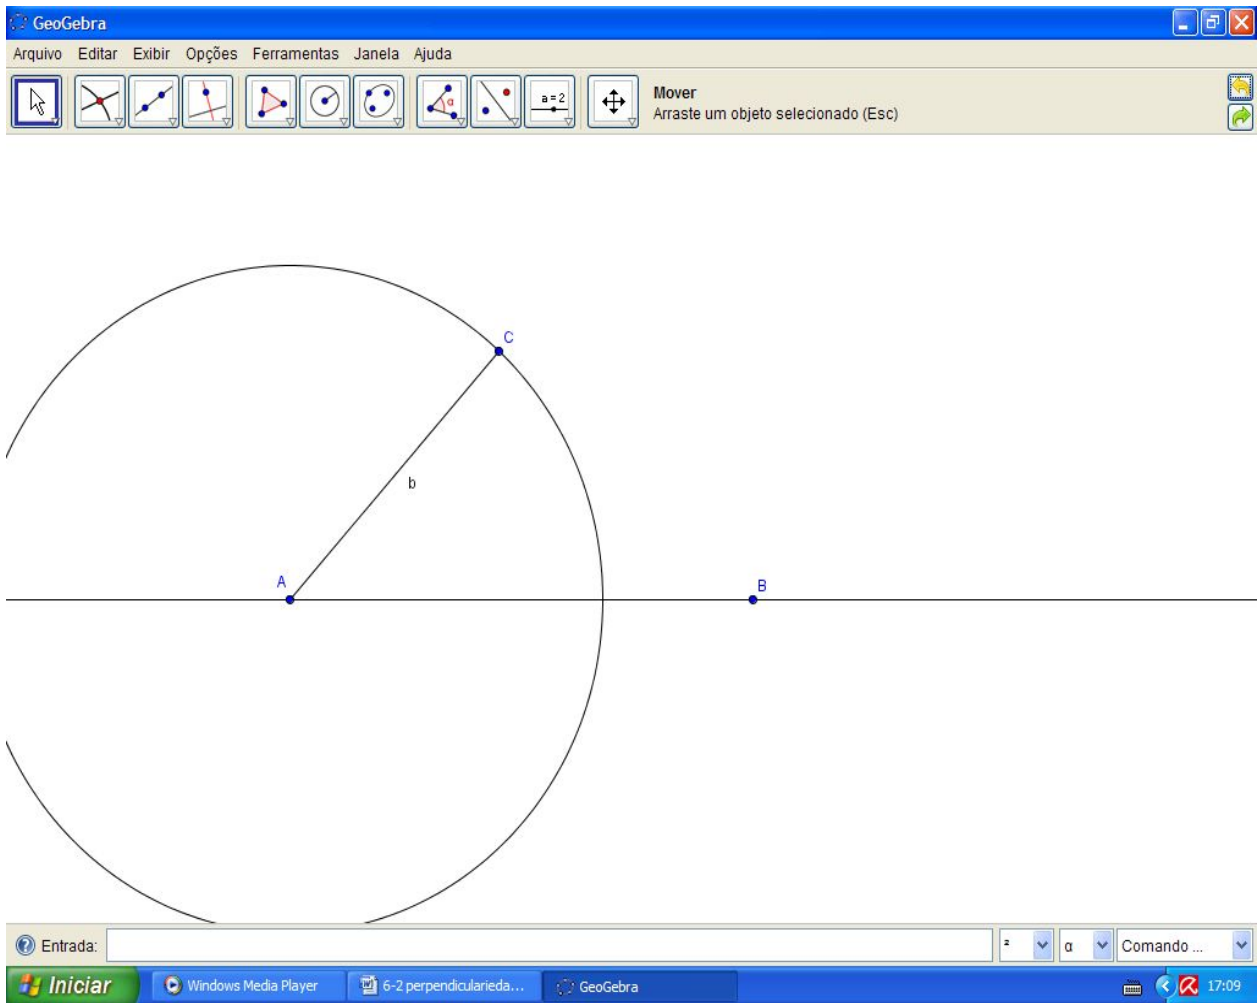 GeoGebra
Arquivo Editar Exibir Opções Ferramentas Janela Ajuda
α a=2
Mover
Arraste um objeto selecionado (Esc)
C
b
A
B
Entrada: ² α Comando ...
Iniciar Windows Media Player 6-2 perpendicularieda... GeoGebra 17:09